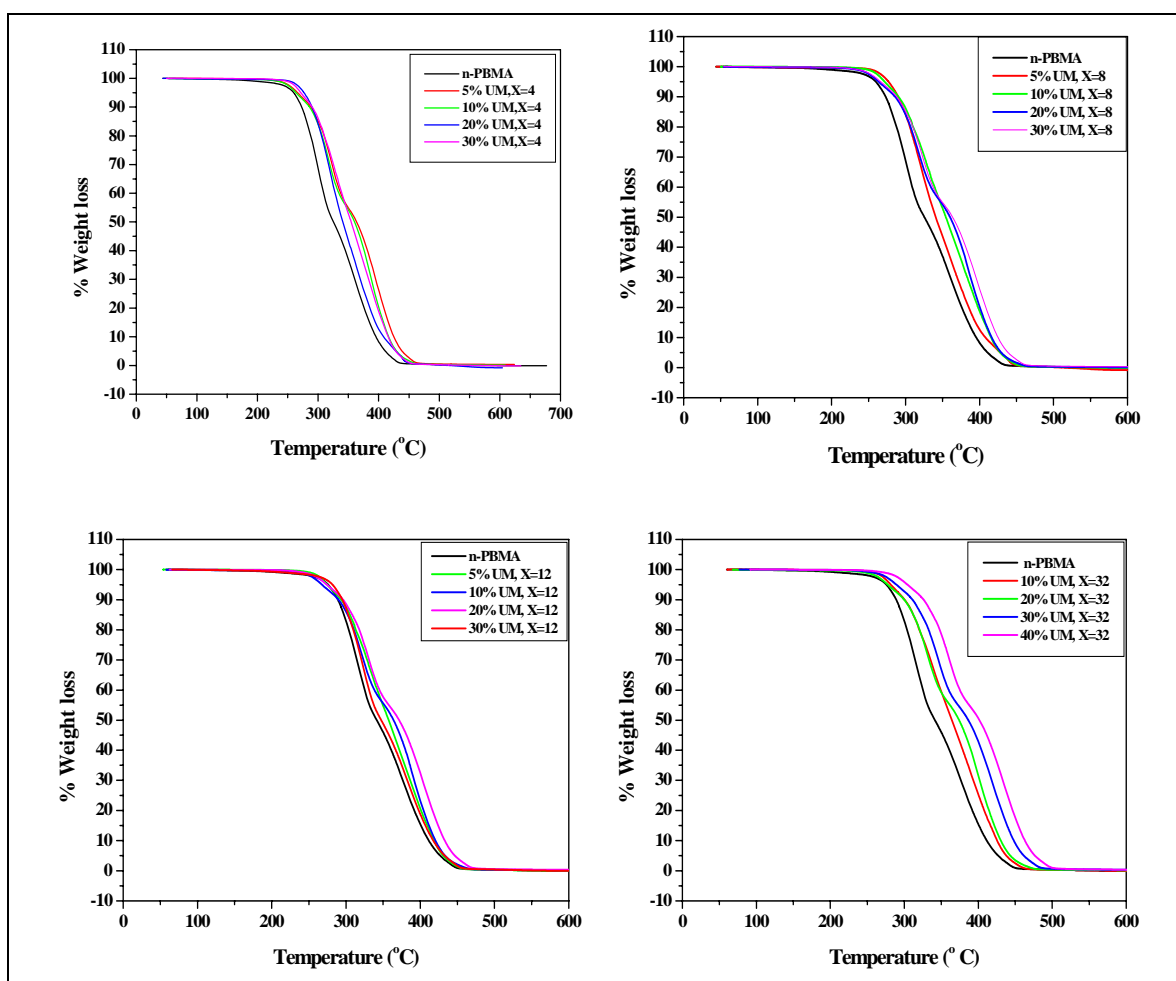 110
100
90
80
70
60
50
40
30
20
10
0
-10
% Weight loss
n-PBMA
5% UM,X=4
10% UM,X=4
20% UM,X=4
30% UM,X=4
0 100 200 300 400 500 600 700
Temperature (°C)
110
100
90
80
70
60
50
40
30
20
10
0
-10
% Weight loss
n-PBMA
5% UM, X=8
10% UM, X=8
20% UM, X=8
30% UM, X=8
0 100 200 300 400 500 600
Temperature (°C)
110
100
90
80
70
60
50
40
30
20
10
0
-10
% Weight loss
n-PBMA
5% UM, X=12
10% UM, X=12
20% UM, X=12
30% UM, X=12
0 100 200 300 400 500 600
Temperature (°C)
110
100
90
80
70
60
50
40
30
20
10
0
-10
% Weight loss
n-PBMA
10% UM, X=32
20% UM, X=32
30% UM, X=32
40% UM, X=32
0 100 200 300 400 500 600
Temperature (° C)